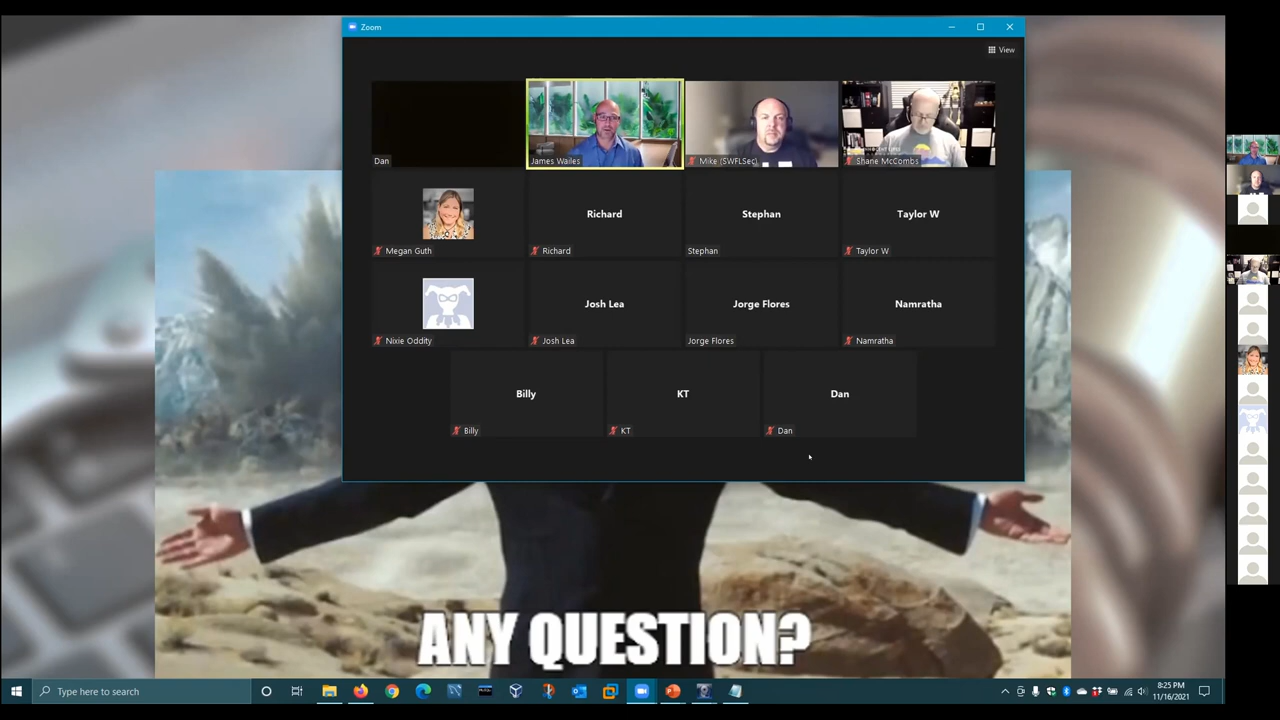 Zoom
View
Dan
James Wailes
Mike (SWFLSec)
Shane McCombs
Megan Guth
Richard
Richard
Stephan
Stephan
Taylor W
Taylor W
Nixie Oddity
Josh Lea
Josh Lea
Jorge Flores
Jorge Flores
Namratha
Namratha
Billy
Billy
KT
KT
Dan
Dan
ANY QUESTION?
Type here to search
8:25 PM
11/16/2021